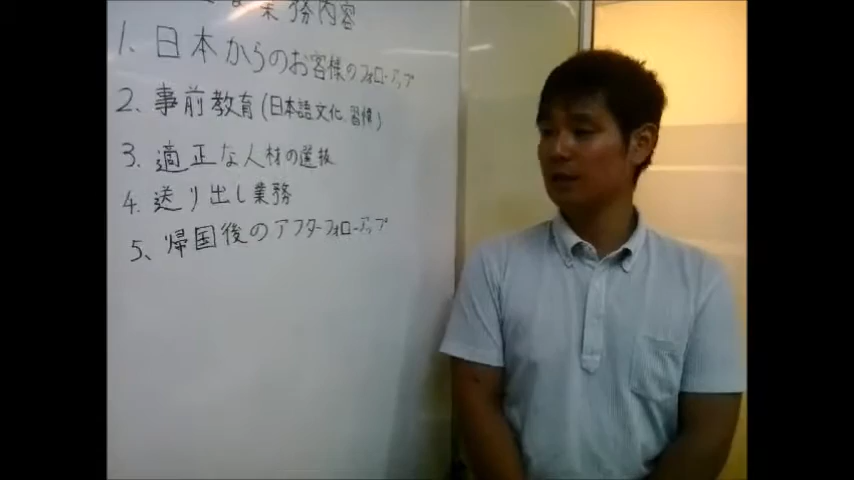 業務内容
1. 日本からのお客様のフォローアップ
2. 事前教育(日本語文化、習慣)
3. 適正な人材の選抜
4. 送り出し業務
5、帰国後のアフターフォローアップ